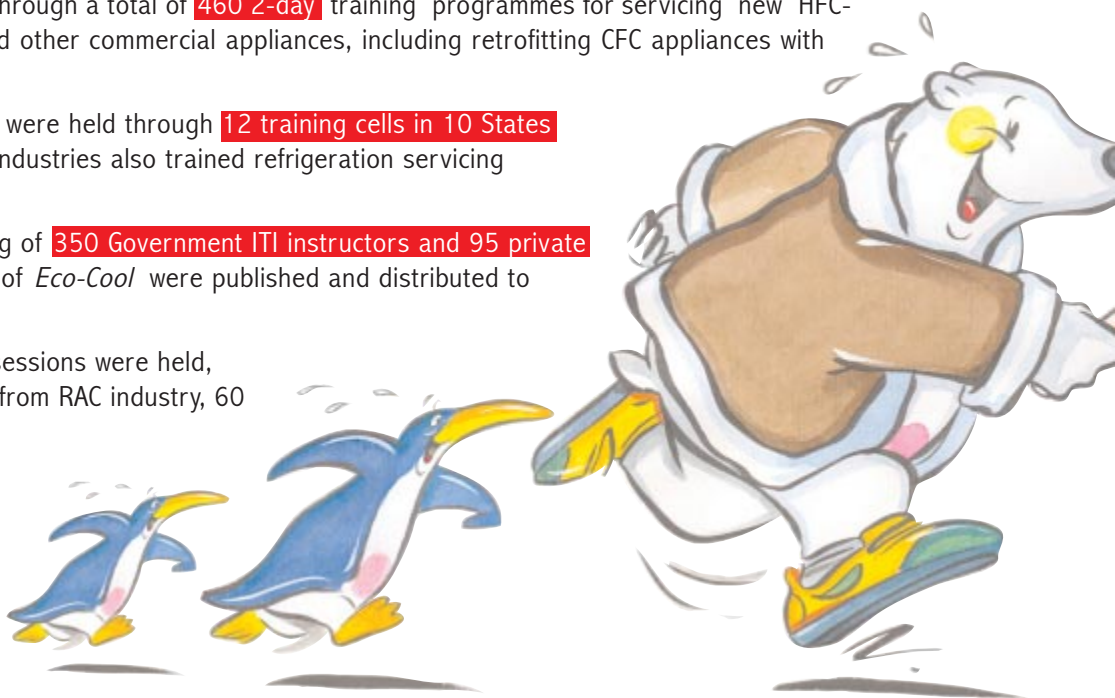 through a total of 460 2-day training programmes for servicing new HFC-
d other commercial appliances, including retrofitting CFC appliances with
were held through 12 training cells in 10 States
ndustries also trained refrigeration servicing
g of 350 Government ITI instructors and 95 private
of Eco-Cool were published and distributed to
sessions were held,
from RAC industry, 60